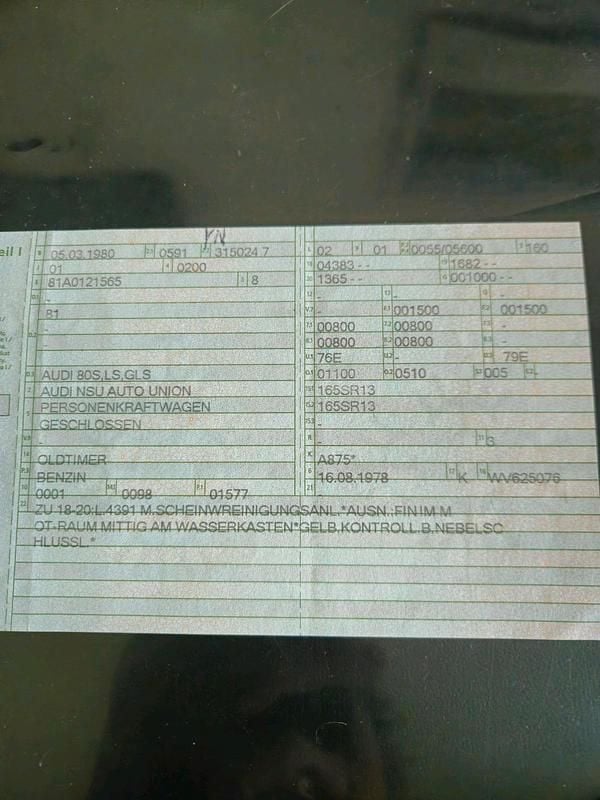 eil I
05.03.1980 0591 315024 7
01 0200
81A0121565 8
-
81
-
-
AUDI 80S,LS,GLS
AUDI NSU AUTO UNION
PERSONENKRAFTWAGEN
GESCHLOSSEN
-
OLDTIMER
BENZIN
0001 0098 01577
02 01 0055/05600 160
04383 - - 1682 - -
1365 - - 001000 - -
- - -
- 001500 001500
00800 00800 -
00800 00800 -
76E - 79E
01100 0510 005 -
165SR13
165SR13
-
- 3
A875*
16.08.1978 K WV625076
-
ZU 18-20:L.4391 M.SCHEINWREINIGUNGSANL.*AUSN.:FIN IM M
OT-RAUM MITTIG AM WASSERKASTEN*GELB.KONTROLL.B.NEBELSC
HLUSSL.*